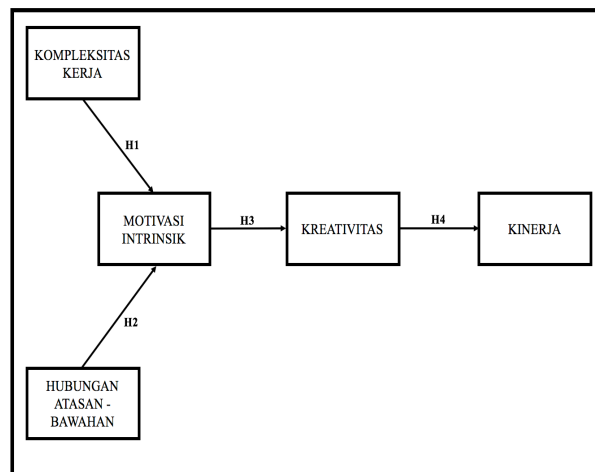 KOMPLEKSITAS
KERJA
H1
MOTIVASI
INTRINSIK
H3
KREATIVITAS
H4
KINERJA
H2
HUBUNGAN
ATASAN -
BAWAHAN